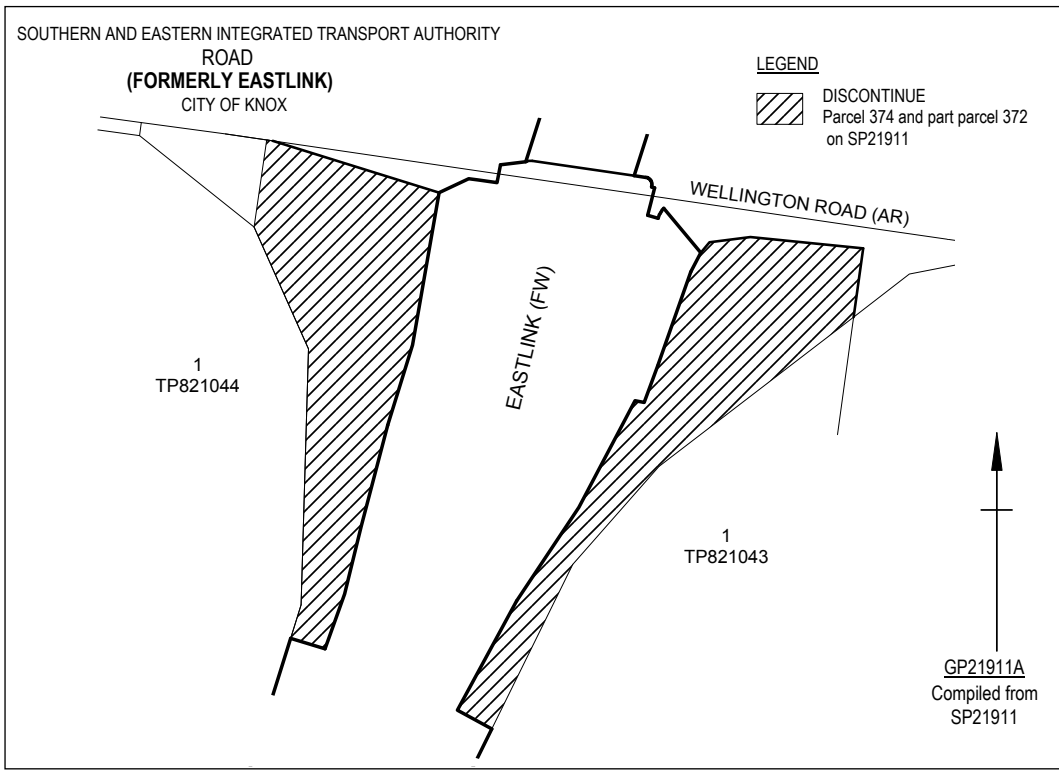 SOUTHERN AND EASTERN INTEGRATED TRANSPORT AUTHORITY
ROAD
(FORMERLY EASTLINK)
CITY OF KNOX
LEGEND
DISCONTINUE
Parcel 374 and part parcel 372
on SP21911
WELLINGTON ROAD (AR)
EASTLINK (FW)
1
TP821044
1
TP821043
GP21911A
Compiled from
SP21911